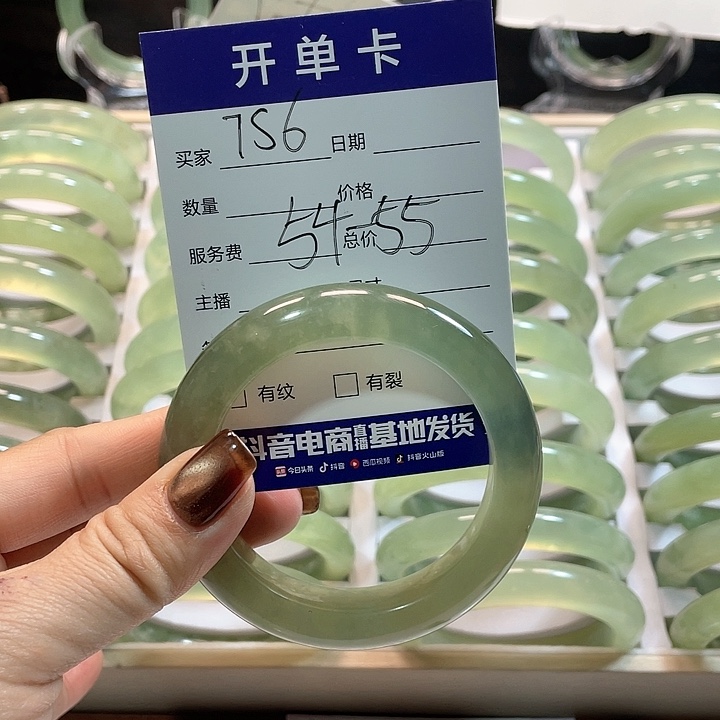 开单卡
买家 756 日期
数量 价格
服务费 54-55 总价
主播
有纹 有裂
抖音电商直播基地发货
今日头条 抖音 西瓜视频 抖音火山版